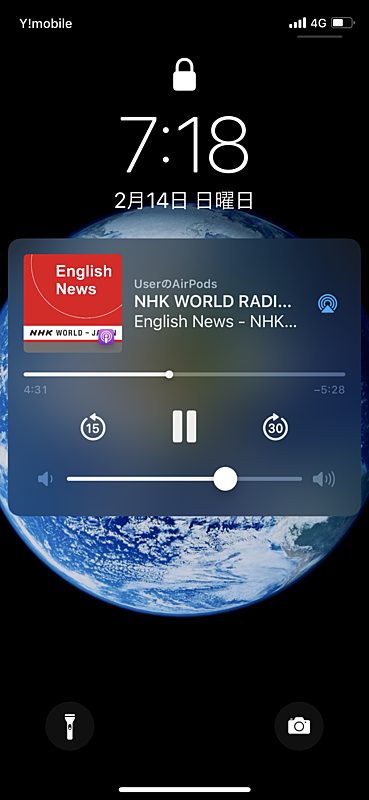 Y!mobile
4G
7:18
2月14日 日曜日
English
News
NHK WORLD - J
UserのAirPods
NHK WORLD RADI...
English News - NHK...
4:31
−5:28
15
30